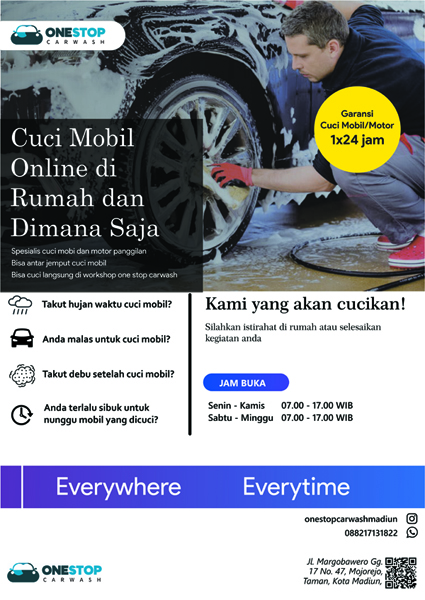 ONESTOP
CARWASH
Garansi
Cuci Mobil/Motor
1x24 jam
Cuci Mobil
Online di
Rumah dan
Dimana Saja
Spesialis cuci mobi dan motor panggilan
Bisa antar jemput cuci mobil
Bisa cuci langsung di workshop one stop carwash
Takut hujan waktu cuci mobil?
Anda malas untuk cuci mobil?
Takut debu setelah cuci mobil?
Anda terlalu sibuk untuk
nunggu mobil yang dicuci?
Kami yang akan cucikan!
Silahkan istirahat di rumah atau selesaikan
kegiatan anda
JAM BUKA
Senin - Kamis 07.00 - 17.00 WIB
Sabtu - Minggu 07.00 - 17.00 WIB
Everywhere Everytime
onestopcarwashmadiun
088217131822
ONESTOP
CARWASH
Jl. Margobawero Gg.
17 No. 47, Mojorejo,
Taman, Kota Madiun,